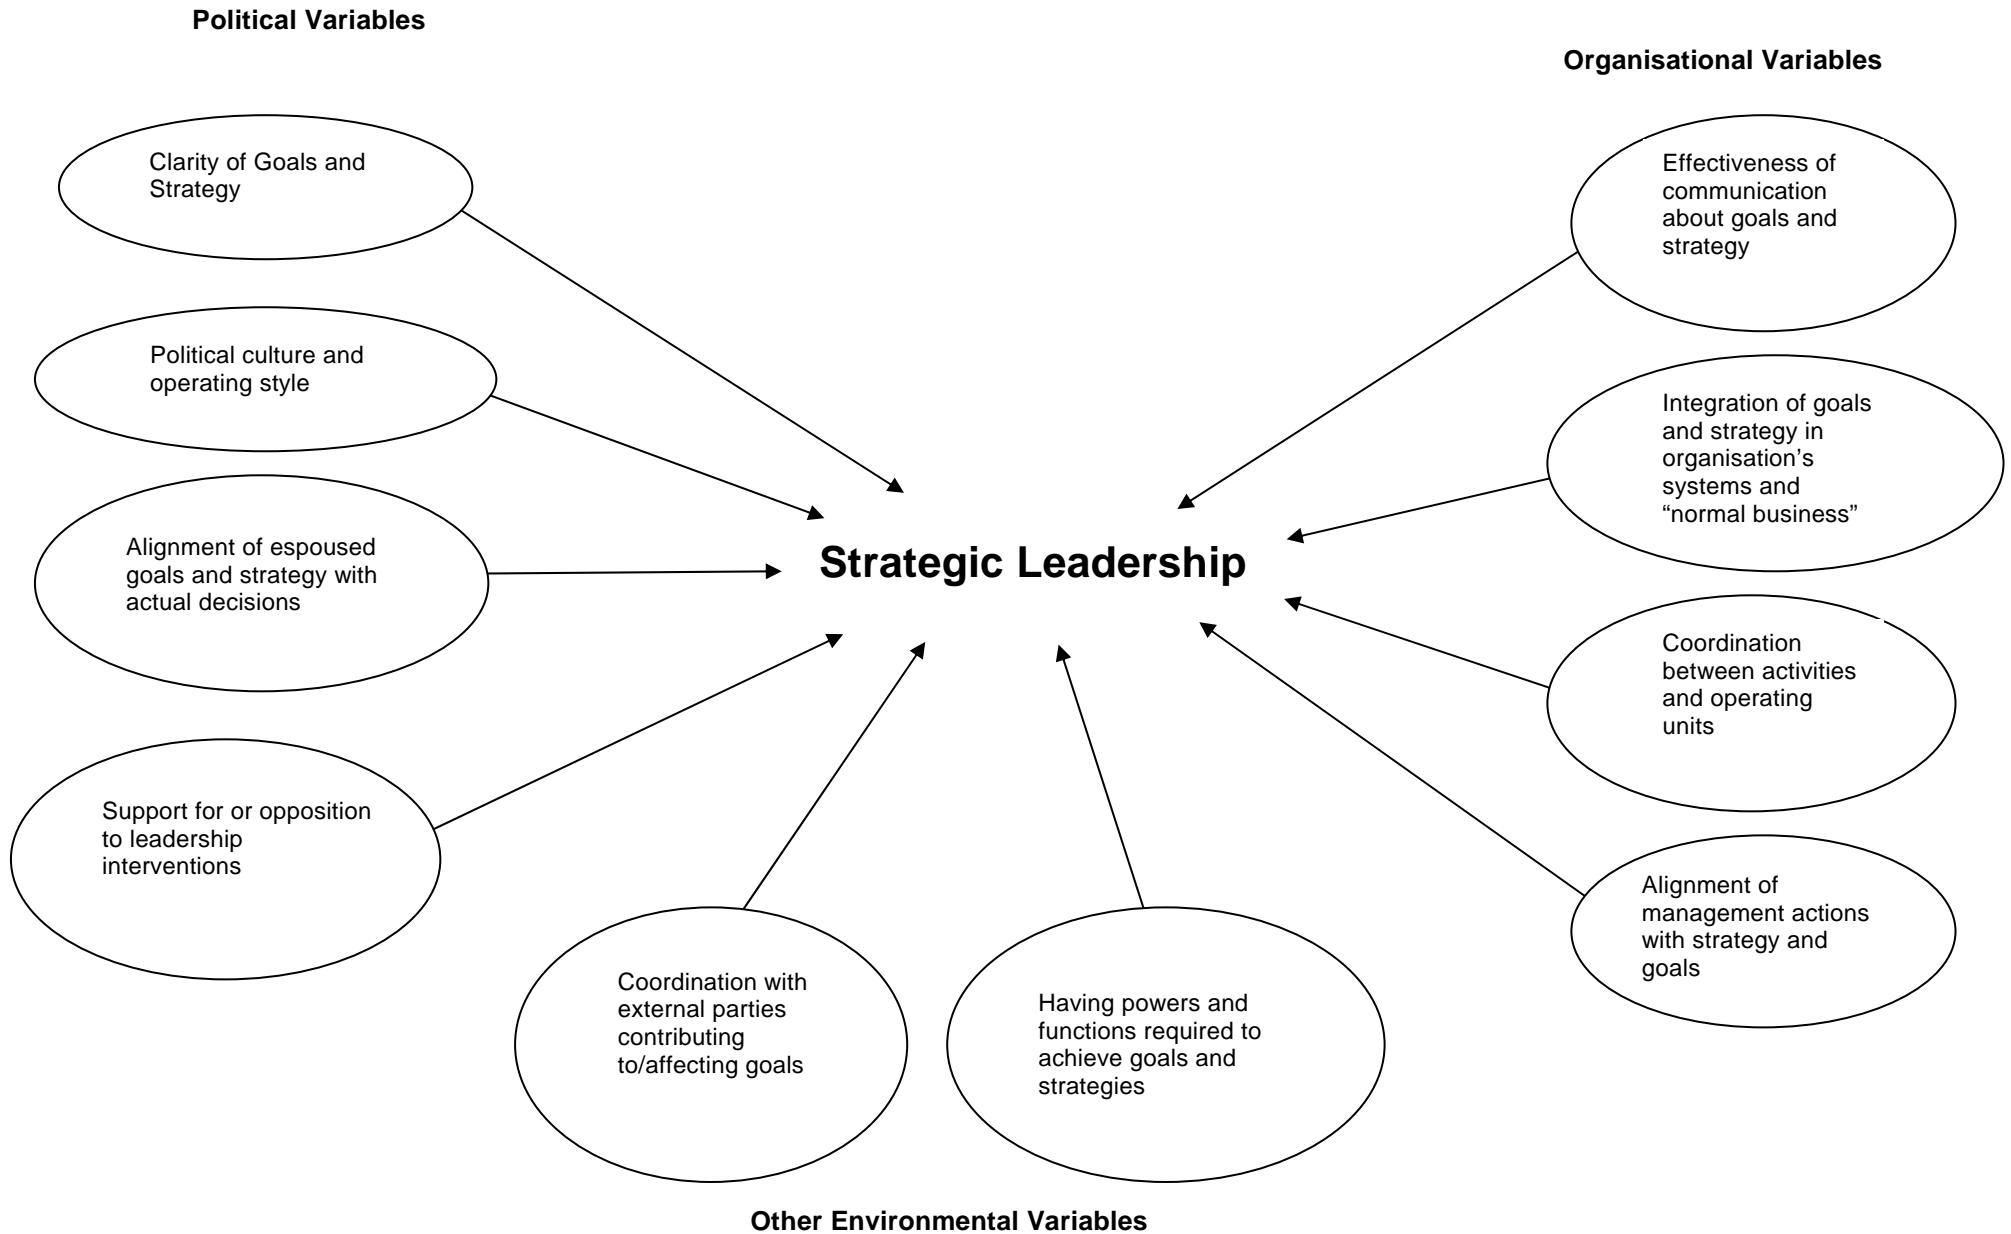 Political Variables
Organisational Variables
Clarity of Goals and
Strategy
Political culture and
operating style
Alignment of espoused
goals and strategy with
actual decisions
Support for or opposition
to leadership
interventions
Strategic Leadership
Effectiveness of
communication
about goals and
strategy
Integration of goals
and strategy in
organisation’s
systems and
“normal business”
Coordination
between activities
and operating
units
Alignment of
management actions
with strategy and
goals
Coordination with
external parties
contributing
to/affecting goals
Having powers and
functions required to
achieve goals and
strategies
Other Environmental Variables